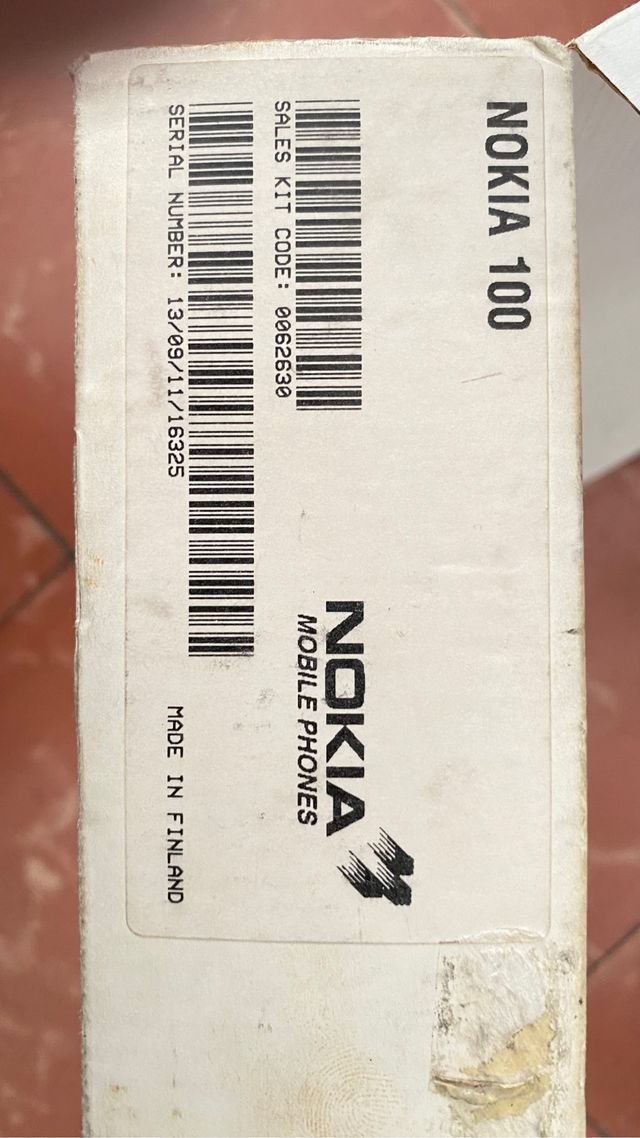 NOKIA 100
SALES KIT CODE: 0062630
SERIAL NUMBER: 13/09/11/16325
NOKIA
MOBILE PHONES
MADE IN FINLAND